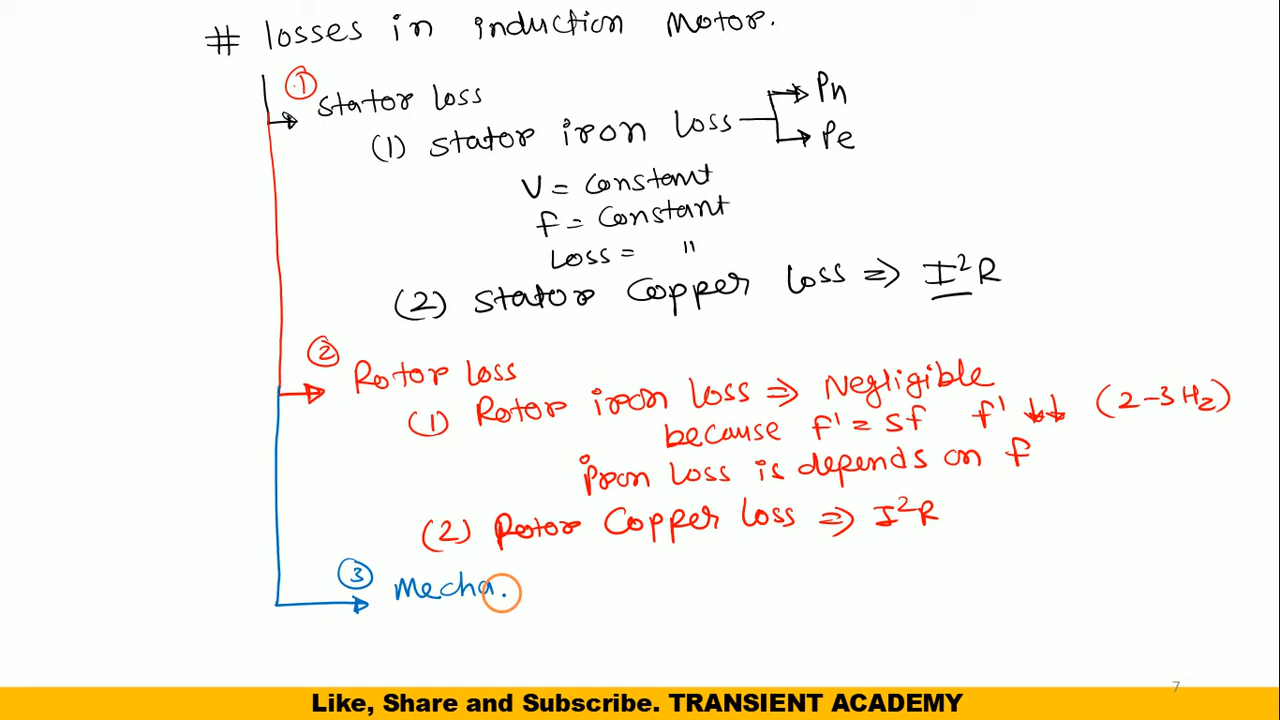 # losses in induction motor.
① Stator loss
(1) Stator iron loss Ph
Pe
V = Constant
f = Constant
Loss = "
(2) Stator Copper loss ⇒ I²R
② Rotor loss
(1) Rotor iron loss ⇒ Negligible
because f' = sf f' ↓↓ (2-3 Hz)
iron loss is depends on f
(2) Rotor Copper loss ⇒ I²R
③ Mecha.
7
Like, Share and Subscribe. TRANSIENT ACADEMY